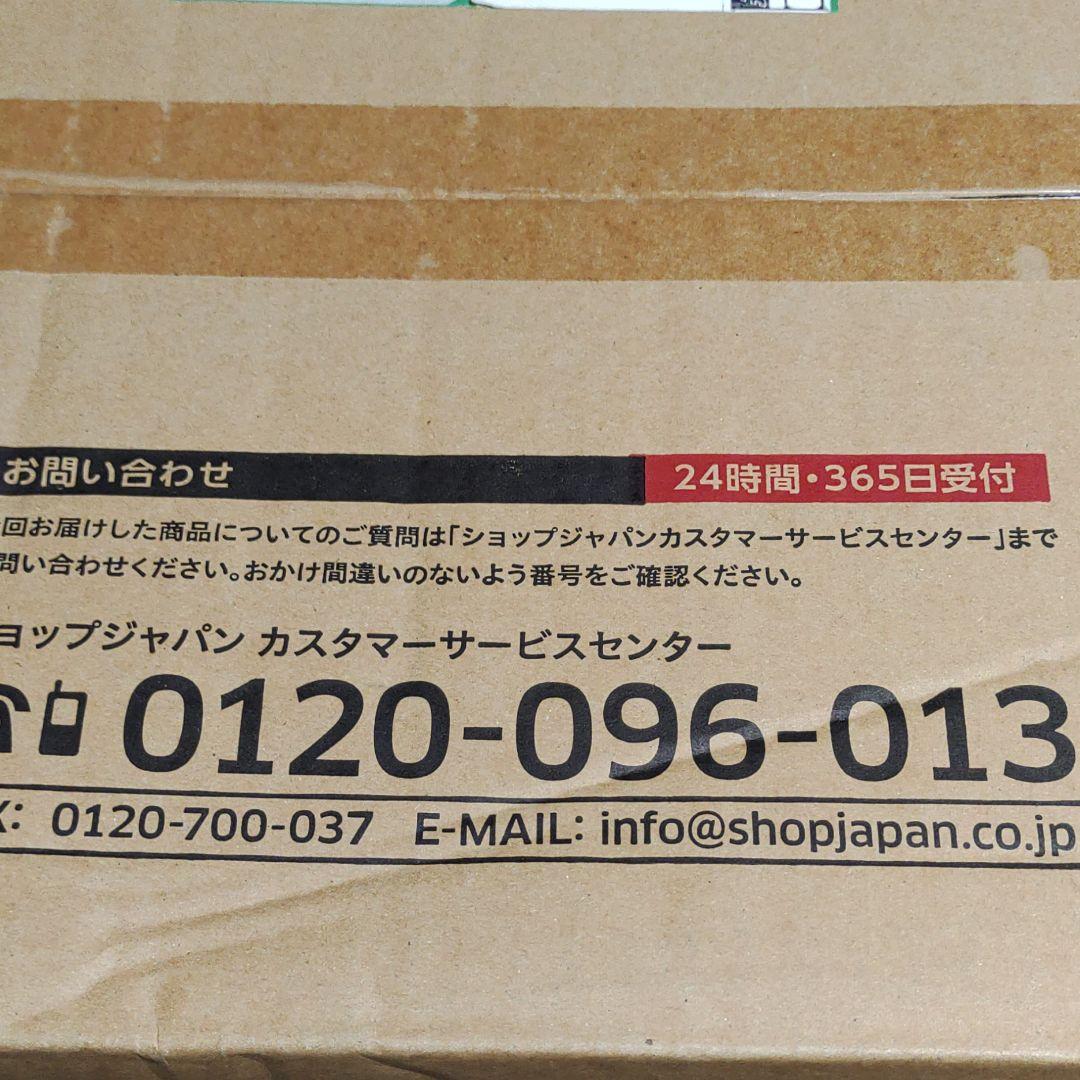 お問い合わせ 24時間・365日受付
回お届けした商品についてのご質問は「ショップジャパンカスタマーサービスセンター」まで
問い合わせください。おかけ間違いのないよう番号をご確認ください。
ョップジャパン カスタマーサービスセンター
0120-096-013
X: 0120-700-037 E-MAIL: info@shopjapan.co.jp